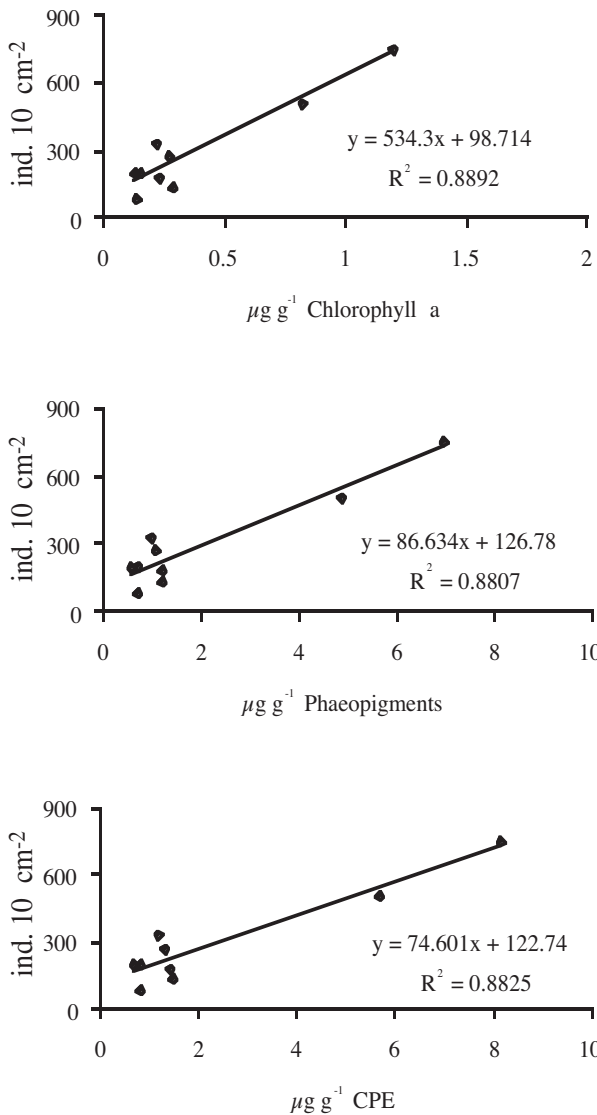 900
600
300
0
ind. 10 cm-2
y = 534.3x + 98.714
R2 = 0.8892
0 0.5 1 1.5 2
µg g-1 Chlorophyll a
900
600
300
0
ind. 10 cm-2
y = 86.634x + 126.78
R2 = 0.8807
0 2 4 6 8 10
µg g-1 Phaeopigments
900
600
300
0
ind. 10 cm-2
y = 74.601x + 122.74
R2 = 0.8825
0 2 4 6 8 10
µg g-1 CPE